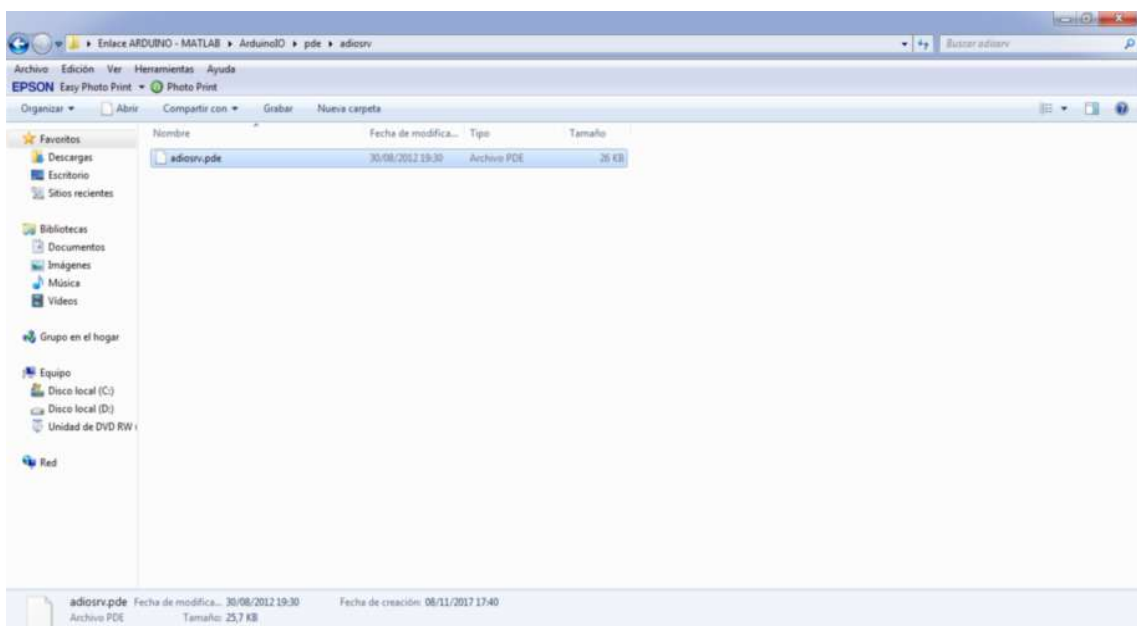 Enlace ARDUINO - MATLAB ▸ ArduinoIO ▸ pde ▸ adiosrv
Buscar adiosrv
Archivo Edición Ver Herramientas Ayuda
EPSON Easy Photo Print Photo Print
Organizar Abrir Compartir con Grabar Nueva carpeta
Nombre Fecha de modifica... Tipo Tamaño
adiosrv.pde 30/08/2012 19:30 Archivo PDE 26 KB
Favoritos
Descargas
Escritorio
Sitios recientes
Bibliotecas
Documentos
Imágenes
Música
Vídeos
Grupo en el hogar
Equipo
Disco local (C:)
Disco local (D:)
Unidad de DVD RW
Red
adiosrv.pde Fecha de modifica... 30/08/2012 19:30 Fecha de creación: 08/11/2017 17:40
Archivo PDE Tamaño: 25,7 KB